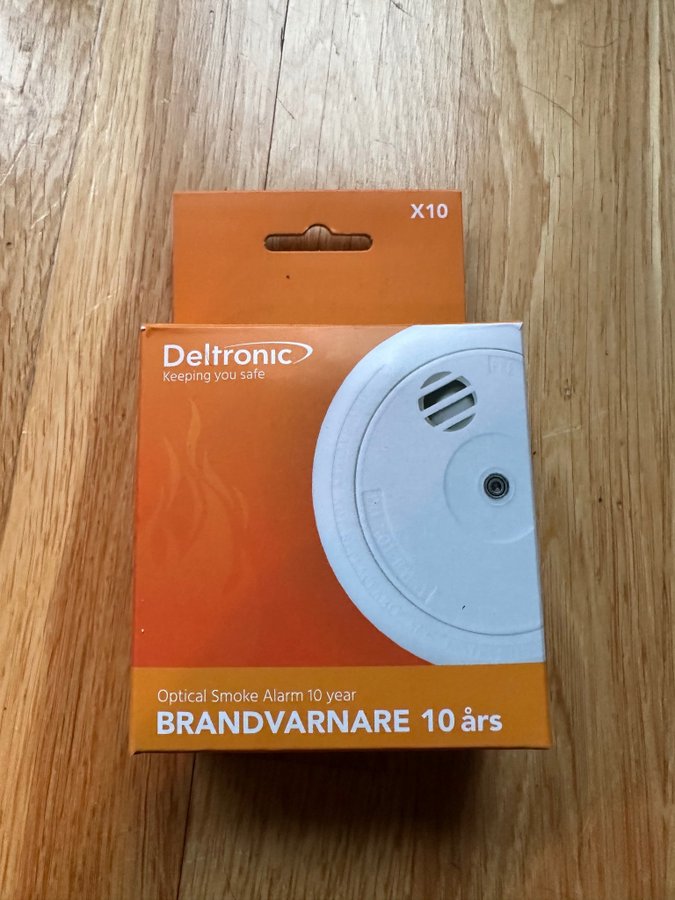 X10
Deltronic
Keeping you safe
Optical Smoke Alarm 10 year
BRANDVARNARE 10 års